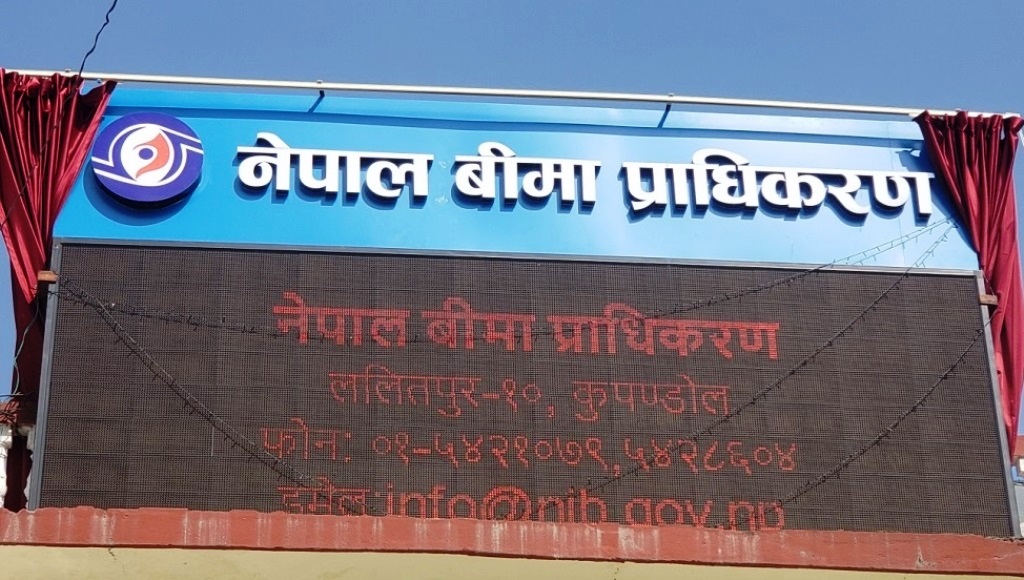 नेपाल बीमा प्राधिकरण
नेपाल बीमा प्राधिकरण
ललितपुर-१०, कुपण्डोल
फोन: ०१-५४२१०७९,५४२८६०४
इमेल:info@nib.gov.np